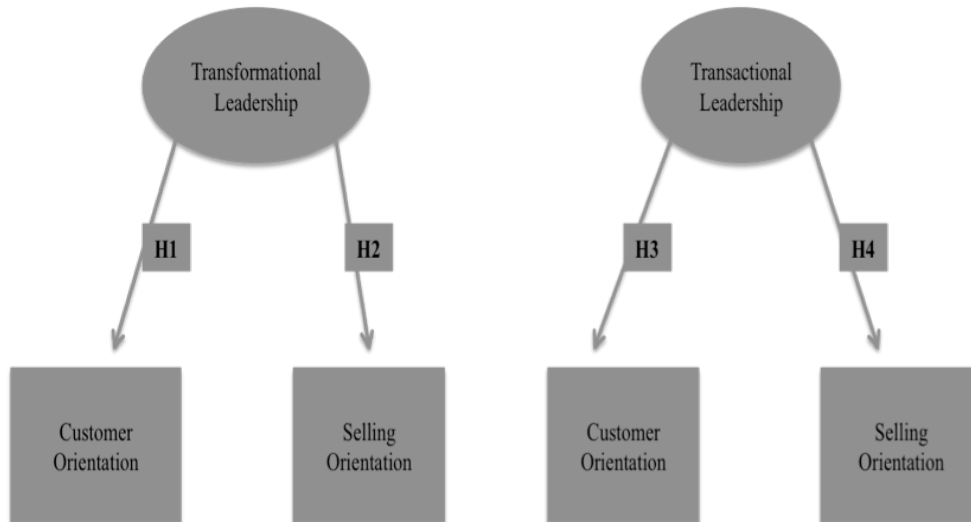 Transformational
Leadership
Transactional
Leadership
H1
H2
H3
H4
Customer
Orientation
Selling
Orientation
Customer
Orientation
Selling
Orientation